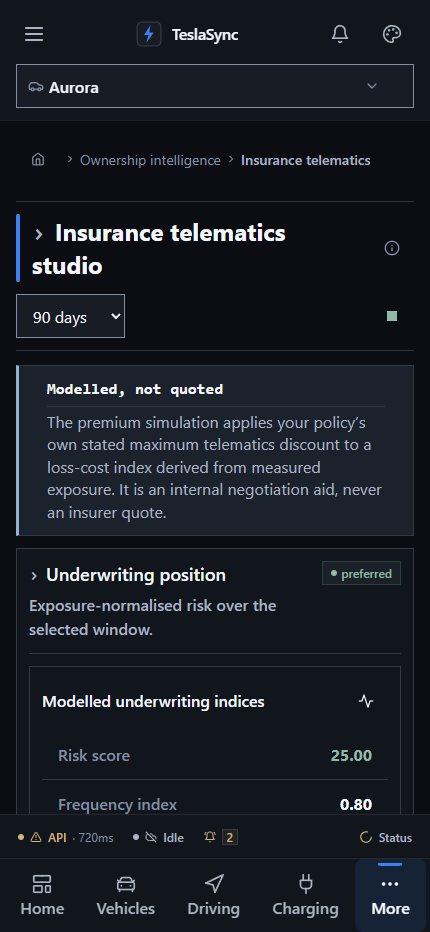 TeslaSync
Aurora
Ownership intelligence
Insurance telematics
Insurance telematics
studio
90 days
Modelled, not quoted
The premium simulation applies your policy's
own stated maximum telematics discount to a
loss-cost index derived from measured
exposure. It is an internal negotiation aid, never
an insurer quote.
Underwriting position
preferred
Exposure-normalised risk over the
selected window.
Modelled underwriting indices
Risk score 25.00
Frequency index 0.80
API · 720ms Idle 2 Status
Home Vehicles Driving Charging More